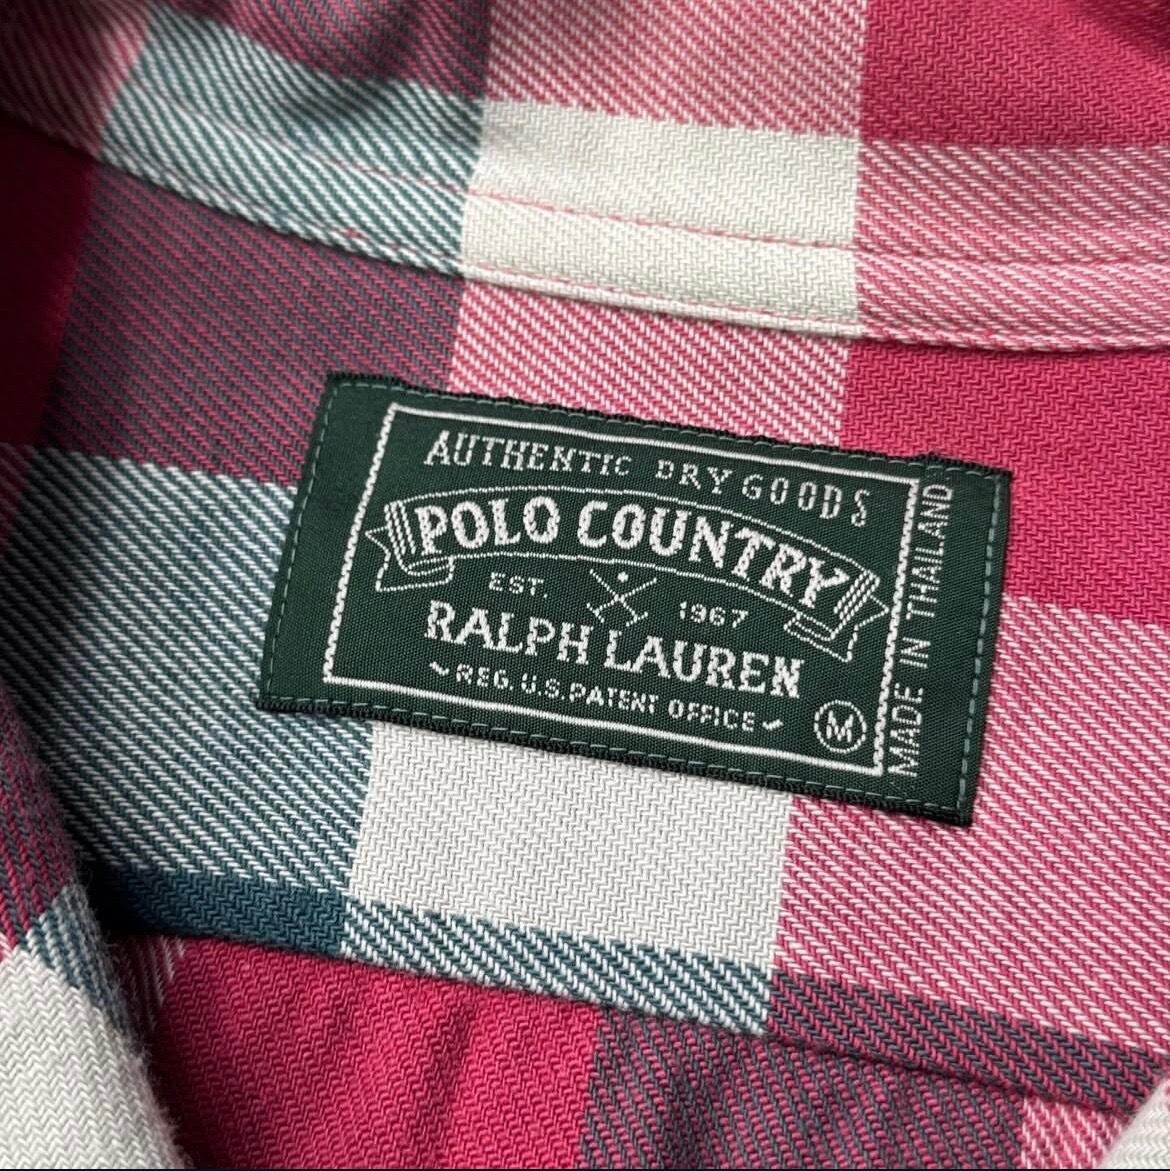 AUTHENTIC DRY GOODS
POLO COUNTRY
EST. 1967
RALPH LAUREN
REG. U.S. PATENT OFFICE
M
MADE IN THAILAND